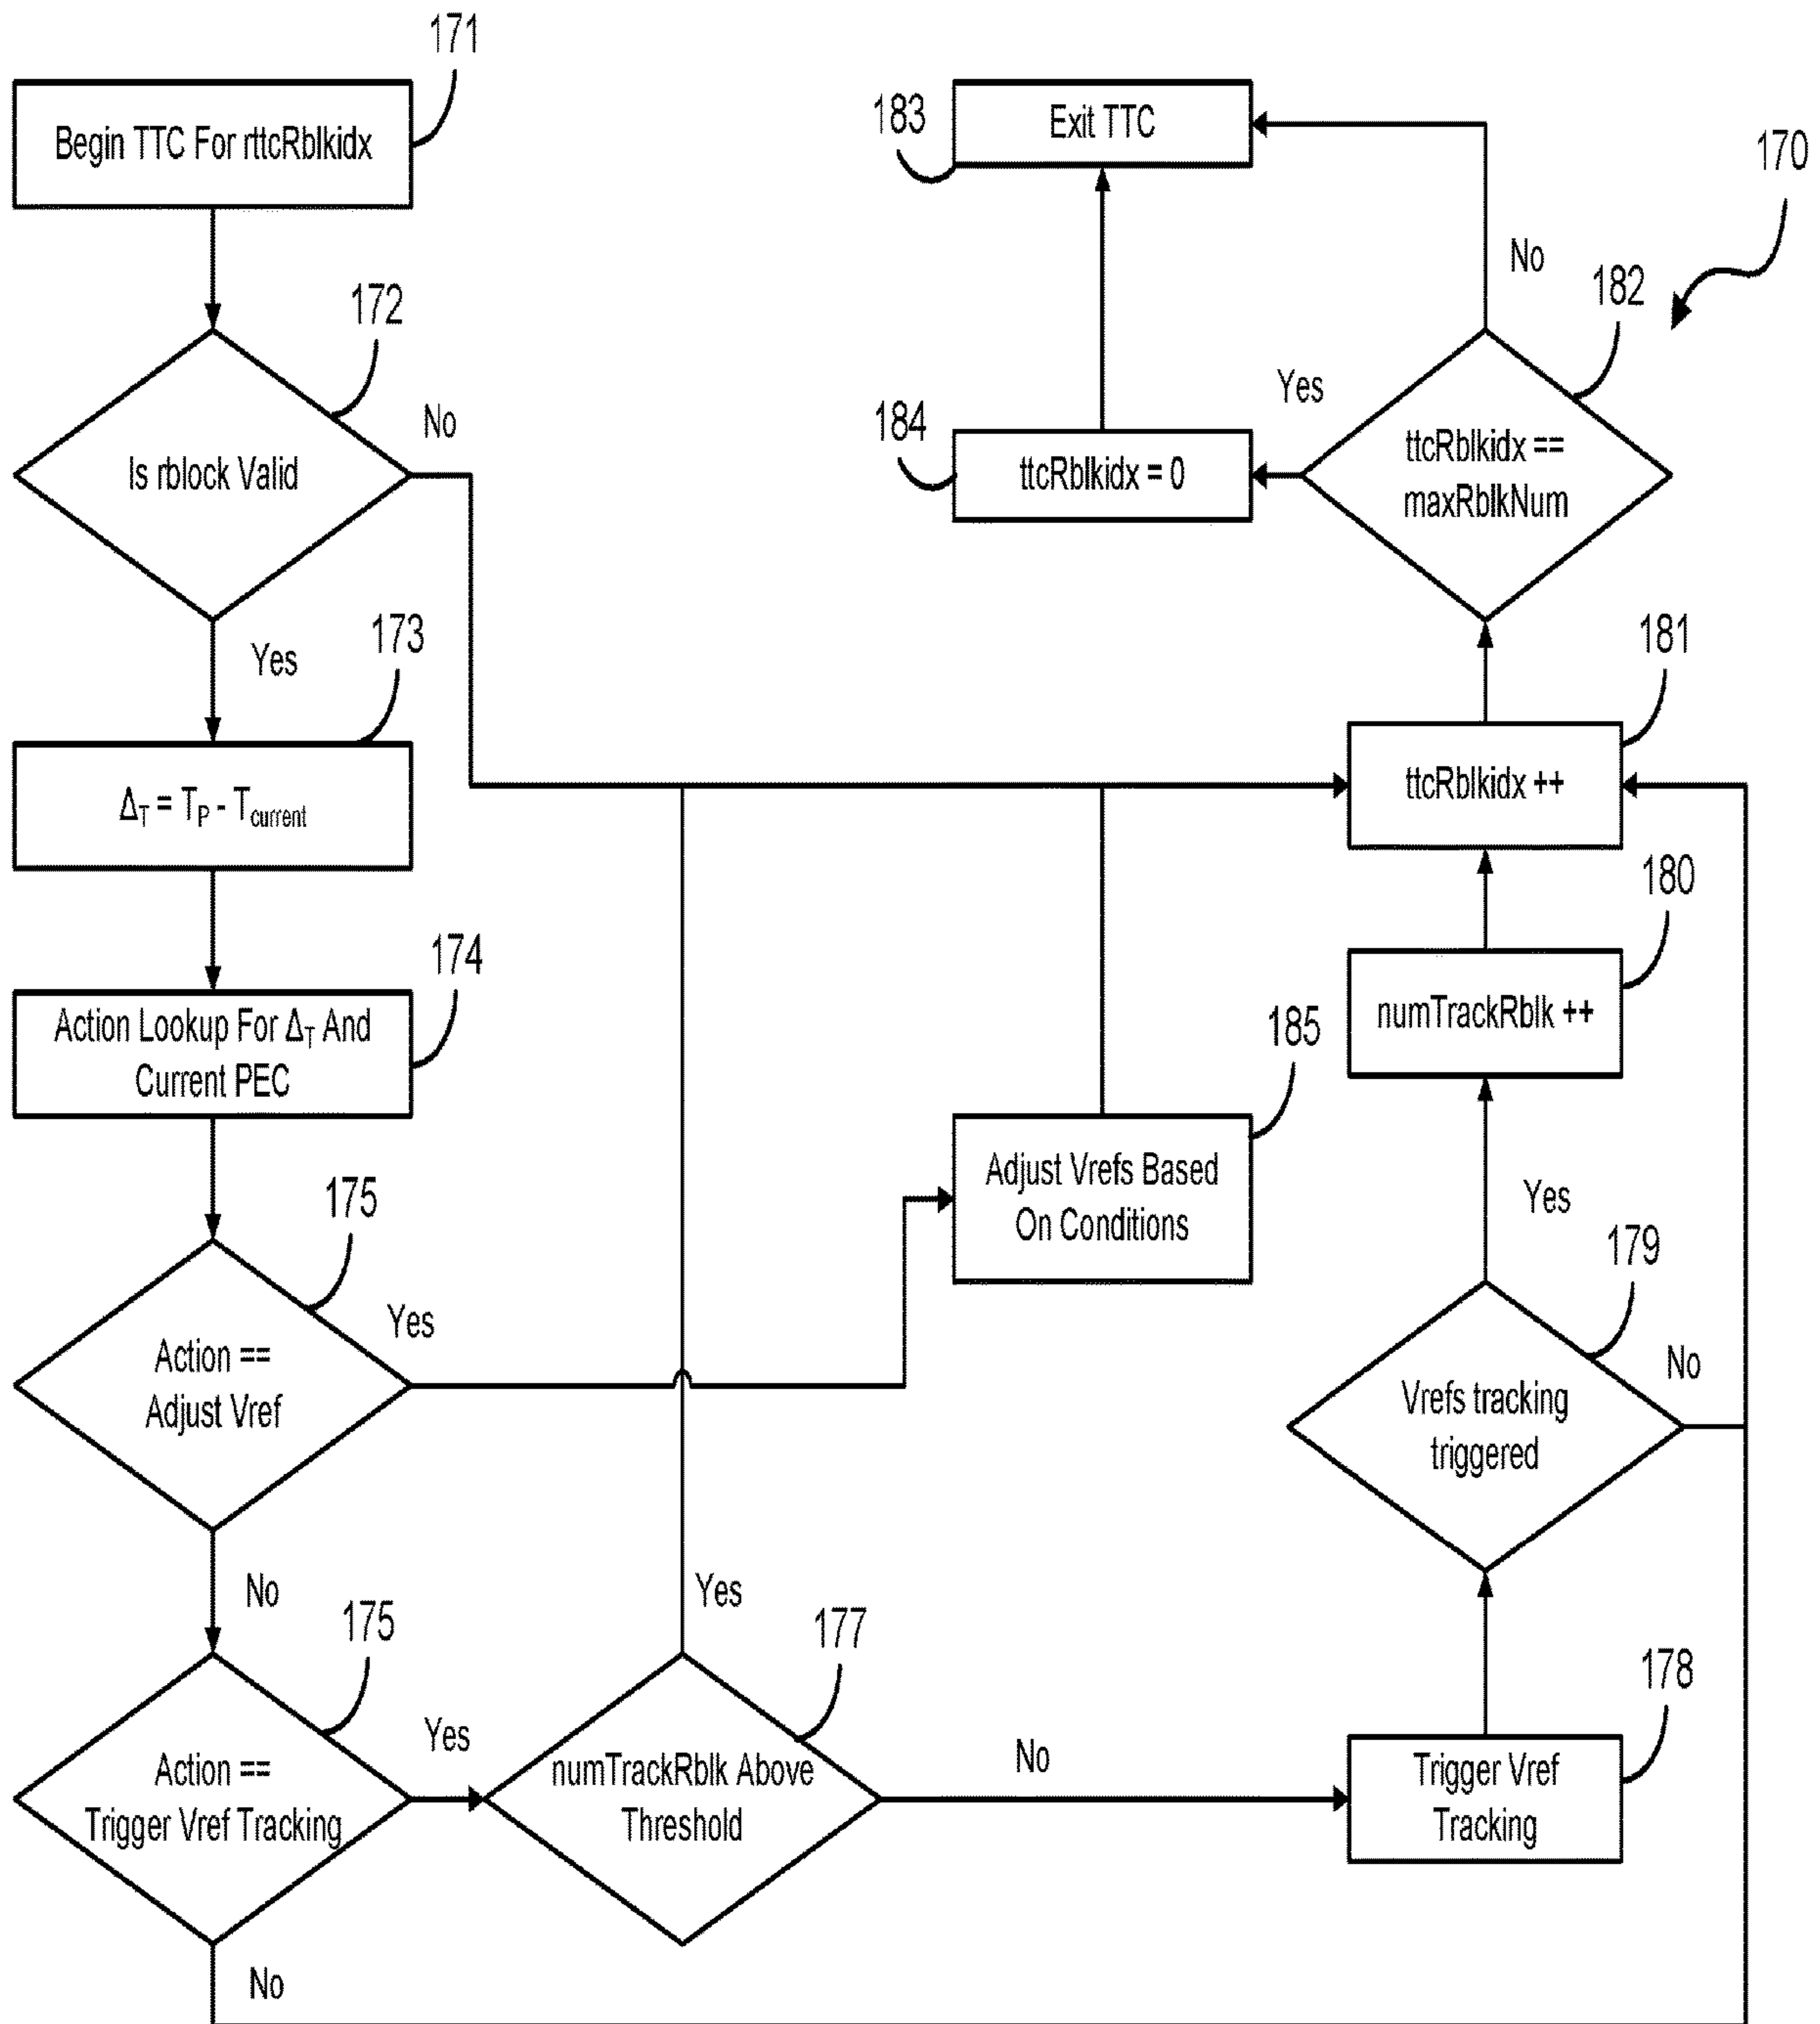 171
Begin TTC For rttcRblkidx
172
Is rblock Valid
No
Yes
173
ΔT = TP - Tcurrent
174
Action Lookup For ΔT And
Current PEC
175
Action ==
Adjust Vref
Yes
No
175
Action ==
Trigger Vref Tracking
Yes
No
177
numTrackRblk Above
Threshold
Yes
No
178
Trigger Vref
Tracking
179
Vrefs tracking
triggered
Yes
No
180
numTrackRblk ++
181
ttcRblkidx ++
182
ttcRblkidx ==
maxRblkNum
Yes
No
184
ttcRblkidx = 0
183
Exit TTC
185
Adjust Vrefs Based
On Conditions
170